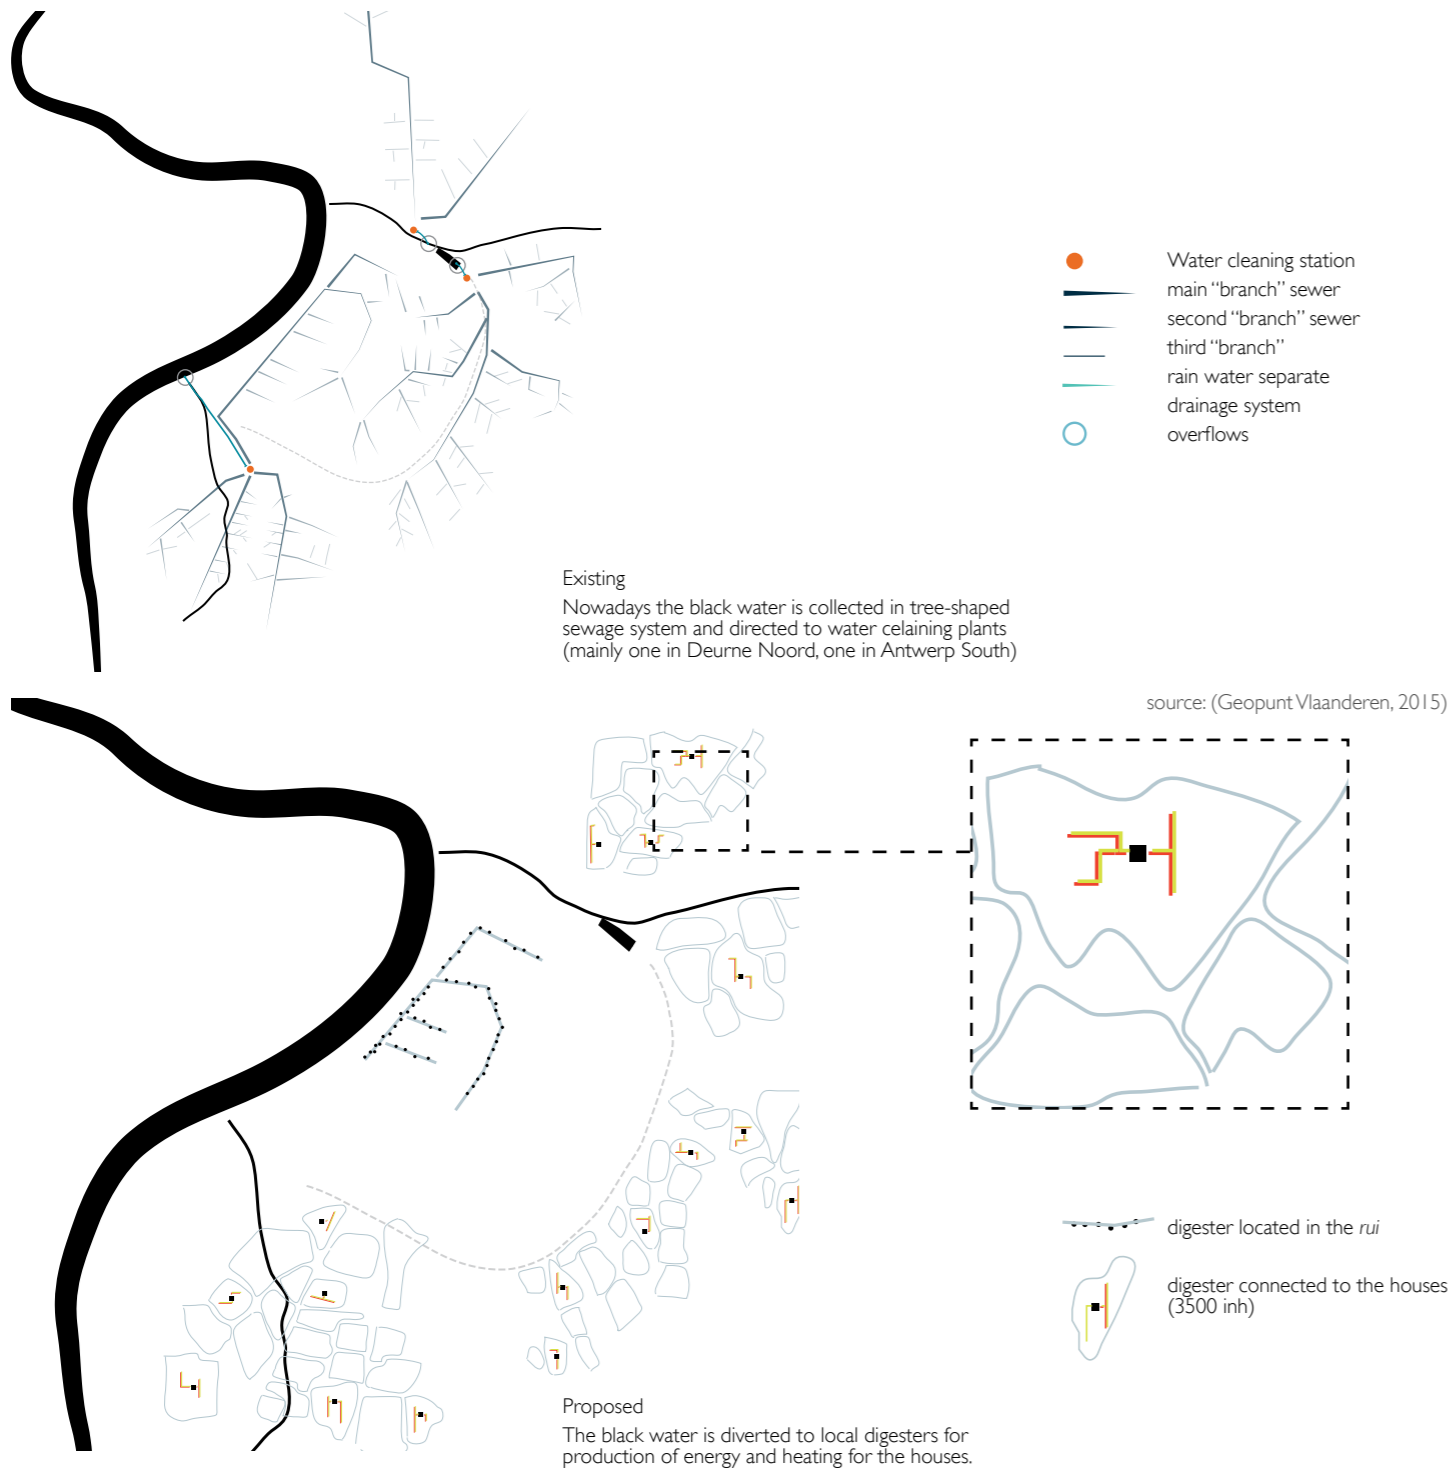 Water cleaning station
main “branch” sewer
second “branch” sewer
third “branch”
rain water separate
drainage system
overflows
Existing
Nowadays the black water is collected in tree-shaped
sewage system and directed to water celaining plants
(mainly one in Deurne Noord, one in Antwerp South)
source: (Geopunt Vlaanderen, 2015)
digester located in the rui
digester connected to the houses
(3500 inh)
Proposed
The black water is diverted to local digesters for
production of energy and heating for the houses.